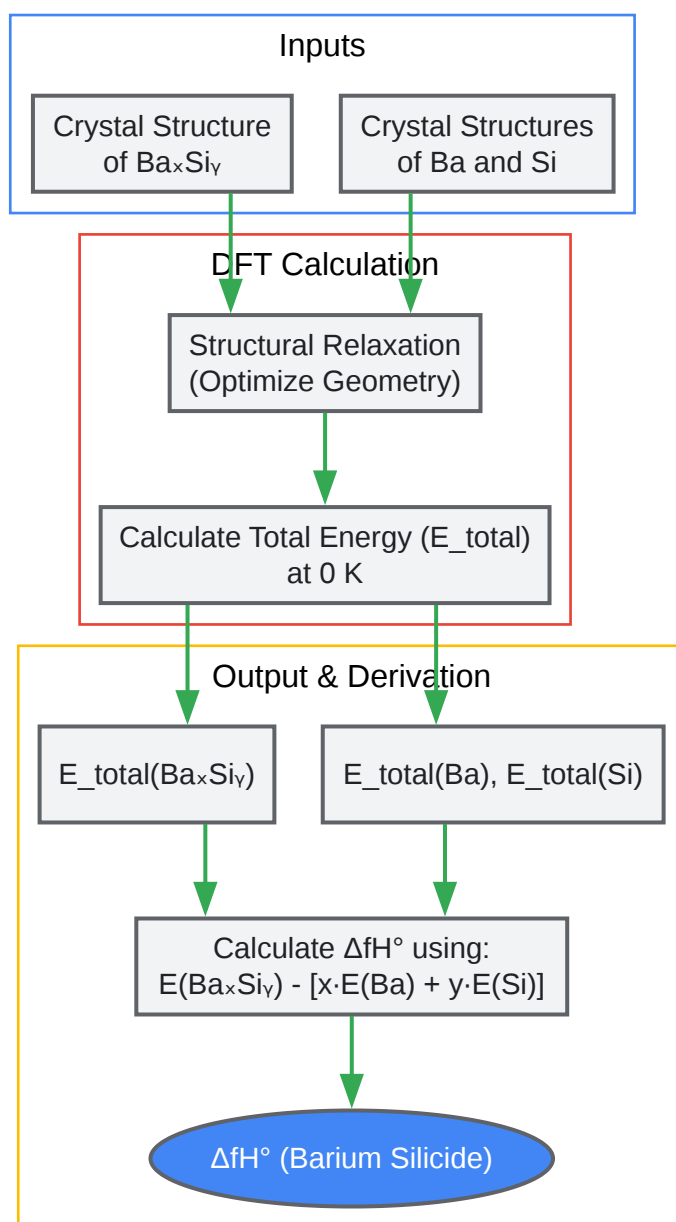 Inputs
Crystal Structure
of BaₓSiᵧ
Crystal Structures
of Ba and Si
DFT Calculation
Structural Relaxation
(Optimize Geometry)
Calculate Total Energy (E_total)
at 0 K
Output & Derivation
E_total(BaₓSiᵧ)
E_total(Ba), E_total(Si)
Calculate ΔfH° using:
E(BaₓSiᵧ) - [x·E(Ba) + y·E(Si)]
ΔfH° (Barium Silicide)